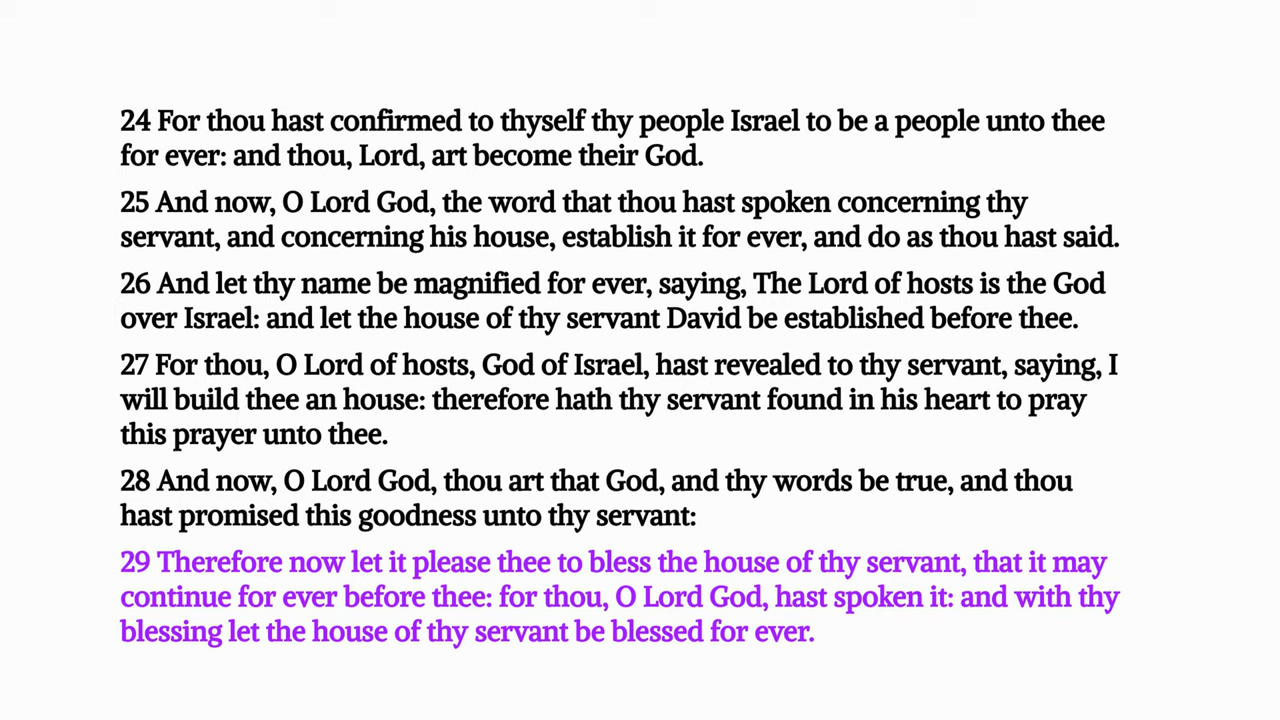 24 For thou hast confirmed to thyself thy people Israel to be a people unto thee
for ever: and thou, Lord, art become their God.
25 And now, O Lord God, the word that thou hast spoken concerning thy
servant, and concerning his house, establish it for ever, and do as thou hast said.
26 And let thy name be magnified for ever, saying, The Lord of hosts is the God
over Israel: and let the house of thy servant David be established before thee.
27 For thou, O Lord of hosts, God of Israel, hast revealed to thy servant, saying, I
will build thee an house: therefore hath thy servant found in his heart to pray
this prayer unto thee.
28 And now, O Lord God, thou art that God, and thy words be true, and thou
hast promised this goodness unto thy servant:
29 Therefore now let it please thee to bless the house of thy servant, that it may
continue for ever before thee: for thou, O Lord God, hast spoken it: and with thy
blessing let the house of thy servant be blessed for ever.